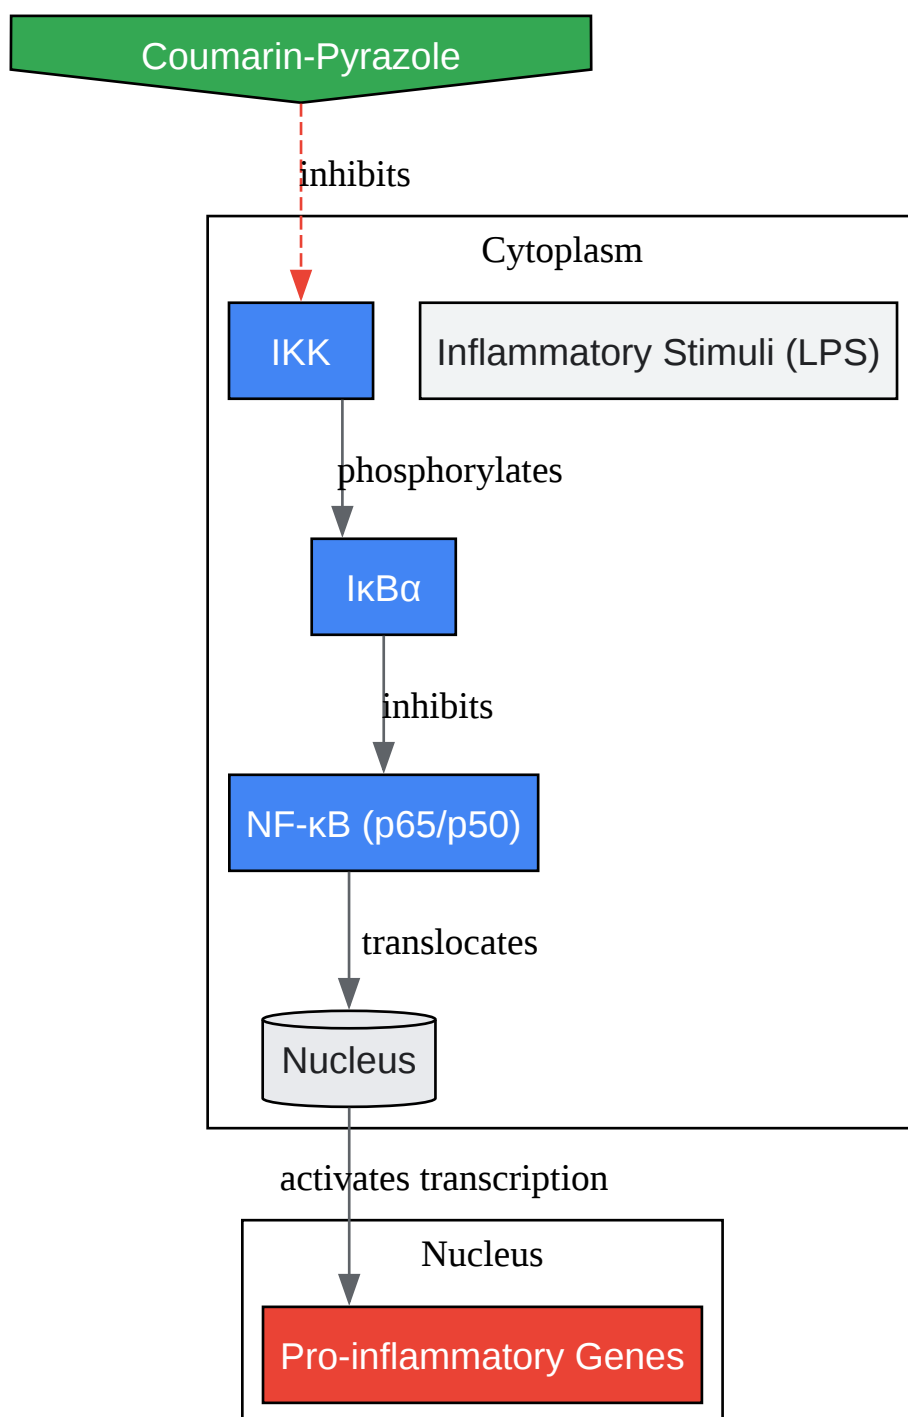 Coumarin-Pyrazole
inhibits
Cytoplasm
IKK
Inflammatory Stimuli (LPS)
phosphorylates
IκBα
inhibits
NF-κB (p65/p50)
translocates
Nucleus
activates transcription
Nucleus
Pro-inflammatory Genes